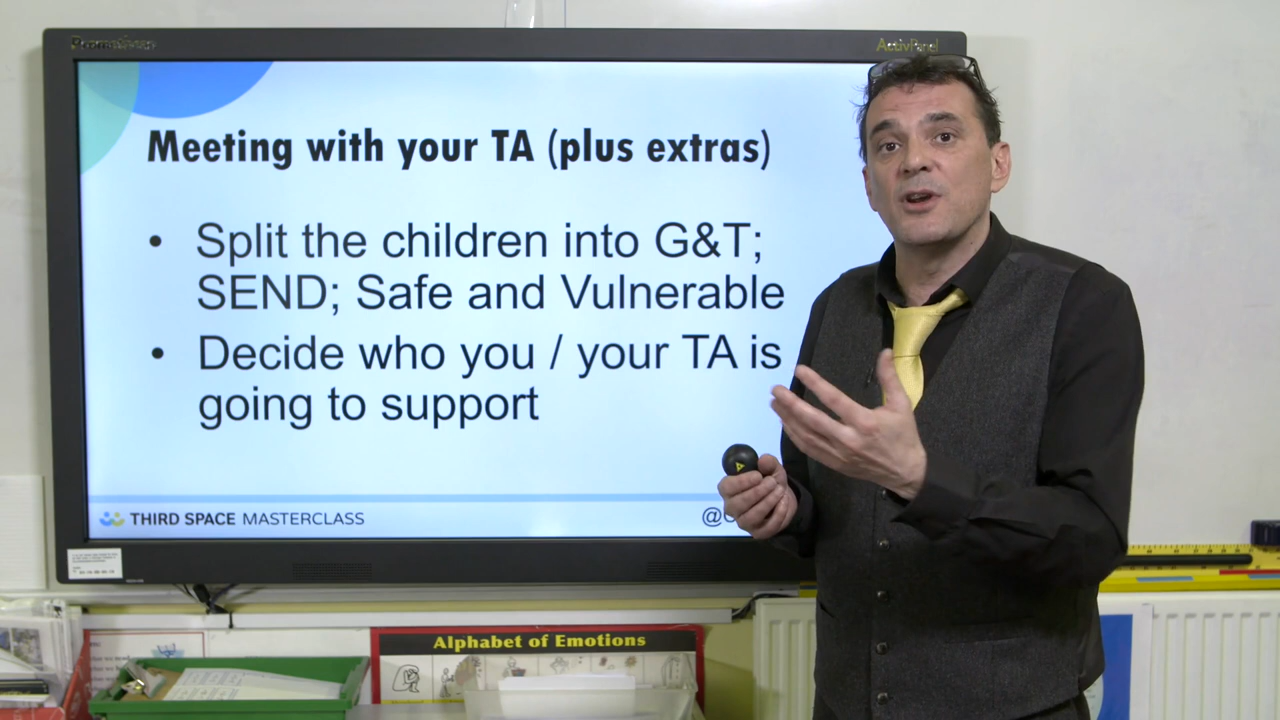 Promethean
ActivPanel
Meeting with your TA (plus extras)
• Split the children into G&T;
SEND; Safe and Vulnerable
• Decide who you / your TA is
going to support
THIRD SPACE MASTERCLASS
Alphabet of Emotions